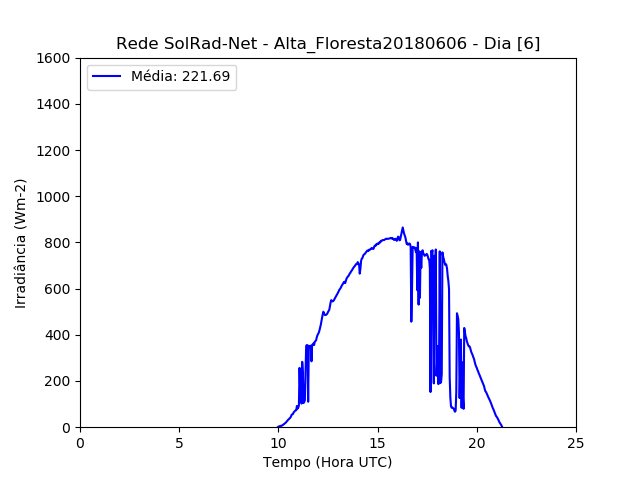 Rede SolRad-Net - Alta_Floresta20180606 - Dia [6]
Média: 221.69
1600
1400
1200
1000
800
600
400
200
0
Irradiância (Wm-2)
0 5 10 15 20 25
Tempo (Hora UTC)